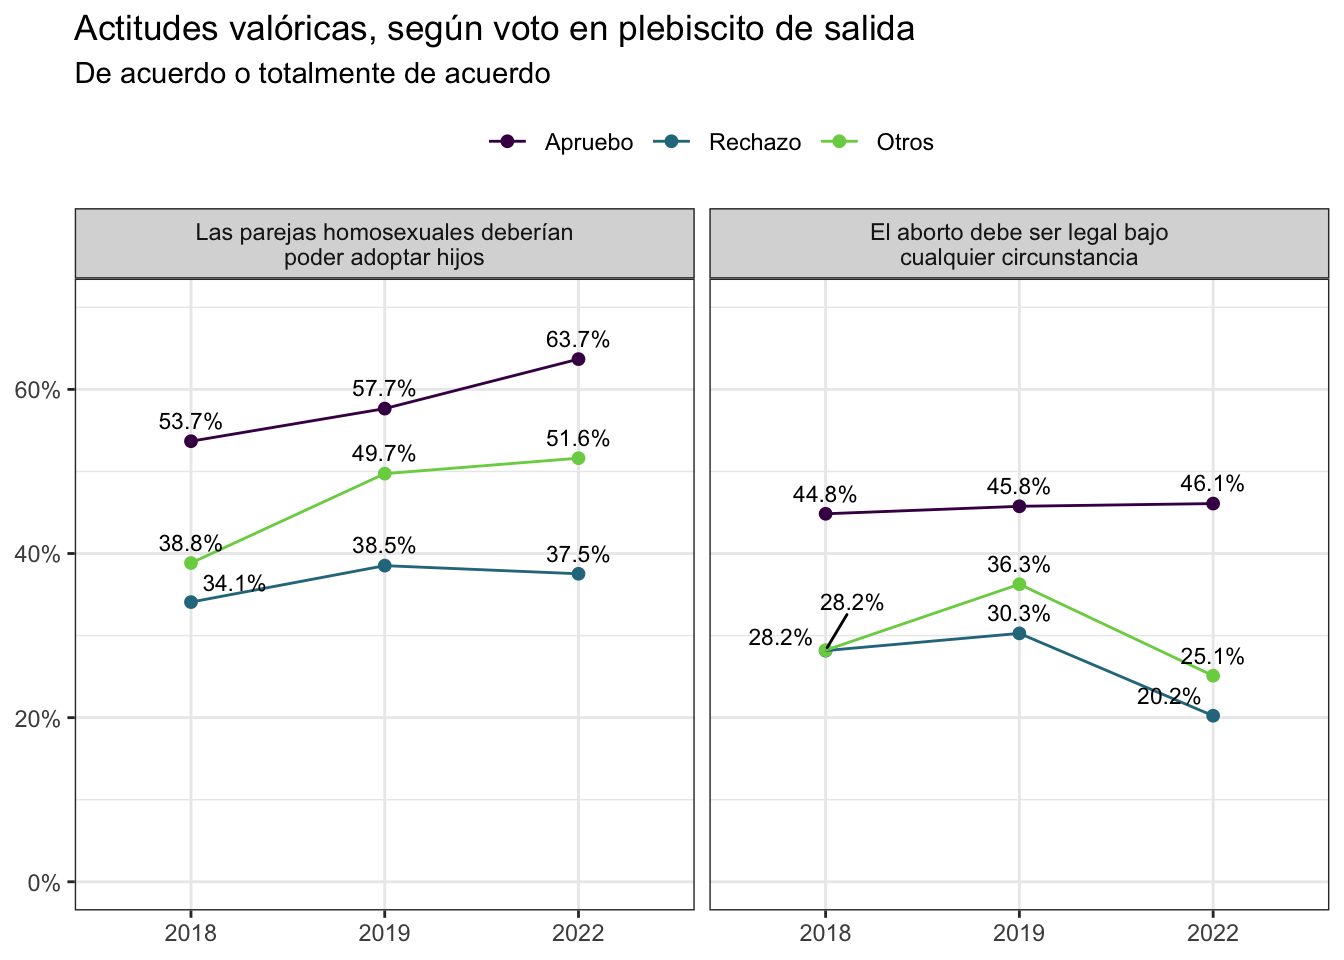 Actitudes valóricas, según voto en plebiscito de salida
De acuerdo o totalmente de acuerdo
Apruebo Rechazo Otros
Las parejas homosexuales deberían
poder adoptar hijos
El aborto debe ser legal bajo
cualquier circunstancia
63.7%
60%
57.7%
53.7%
51.6%
49.7%
38.8%
38.5%
37.5%
40%
34.1%
20%
0%
2018 2019 2022
46.1%
45.8%
44.8%
36.3%
28.2%
30.3%
28.2%
25.1%
20.2%
2018 2019 2022